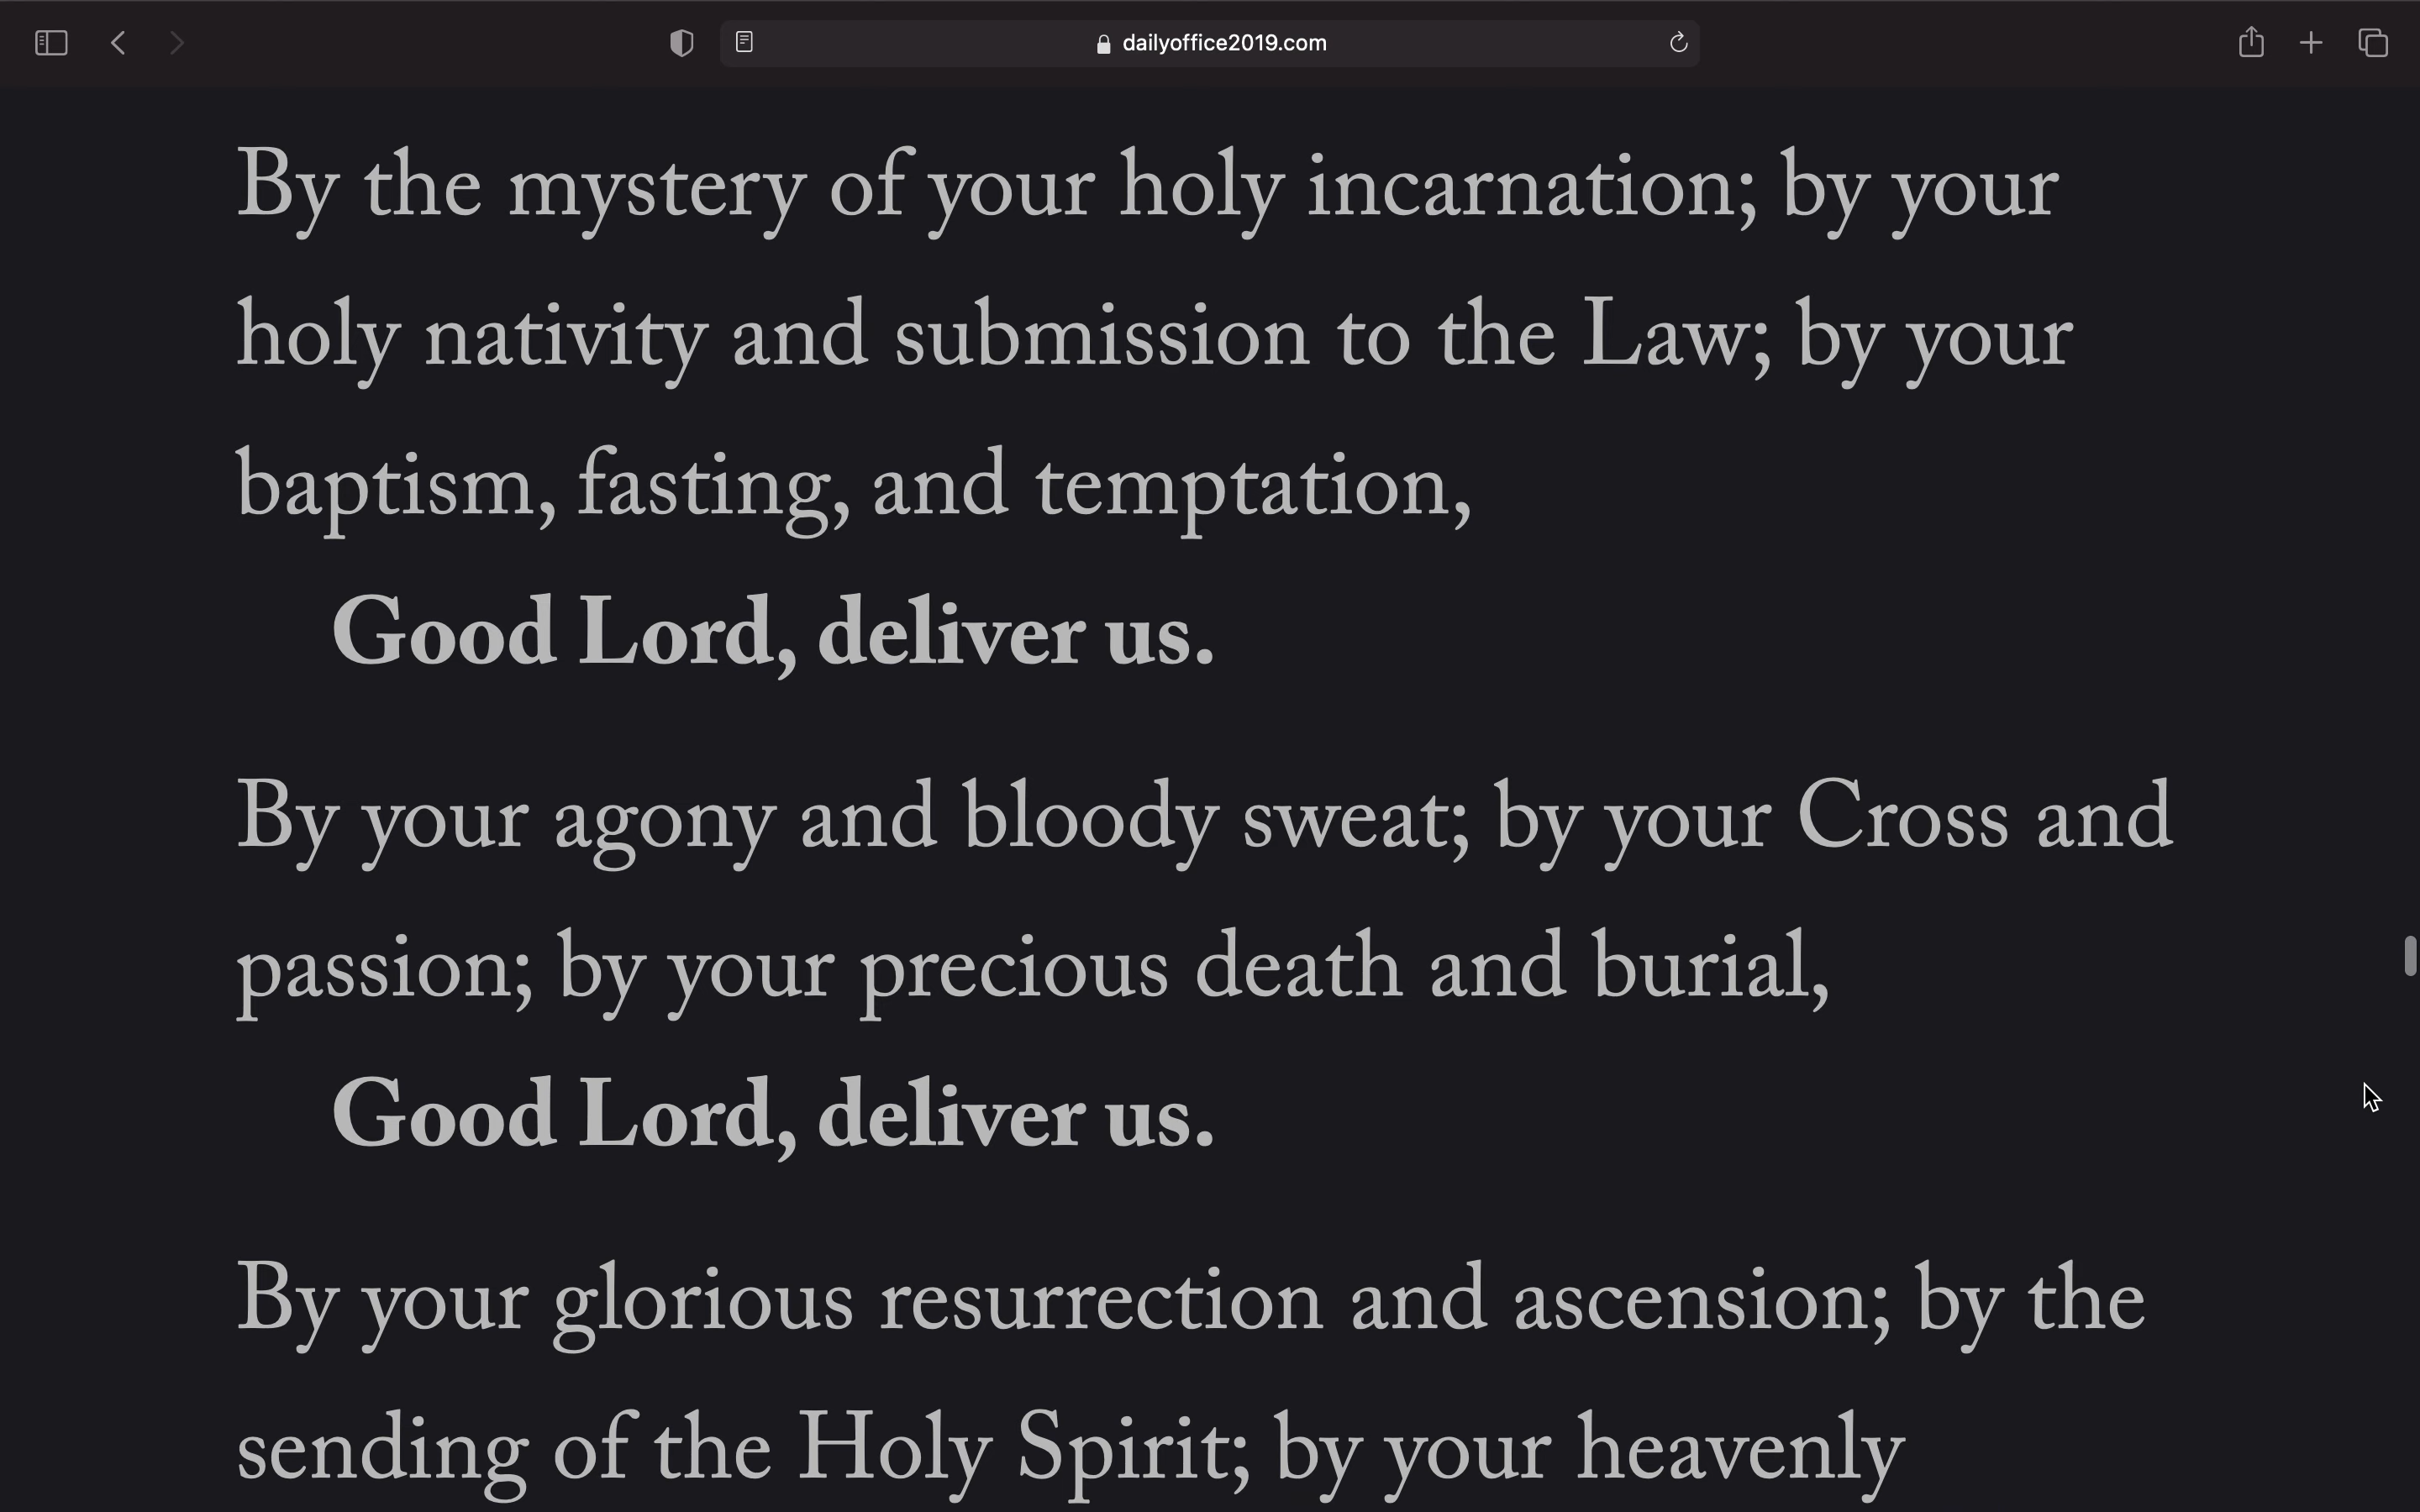 dailyoffice2019.com
By the mystery of your holy incarnation; by your
holy nativity and submission to the Law; by your
baptism, fasting, and temptation,
Good Lord, deliver us.
By your agony and bloody sweat; by your Cross and
passion; by your precious death and burial,
Good Lord, deliver us.
By your glorious resurrection and ascension; by the
sending of the Holy Spirit; by your heavenly